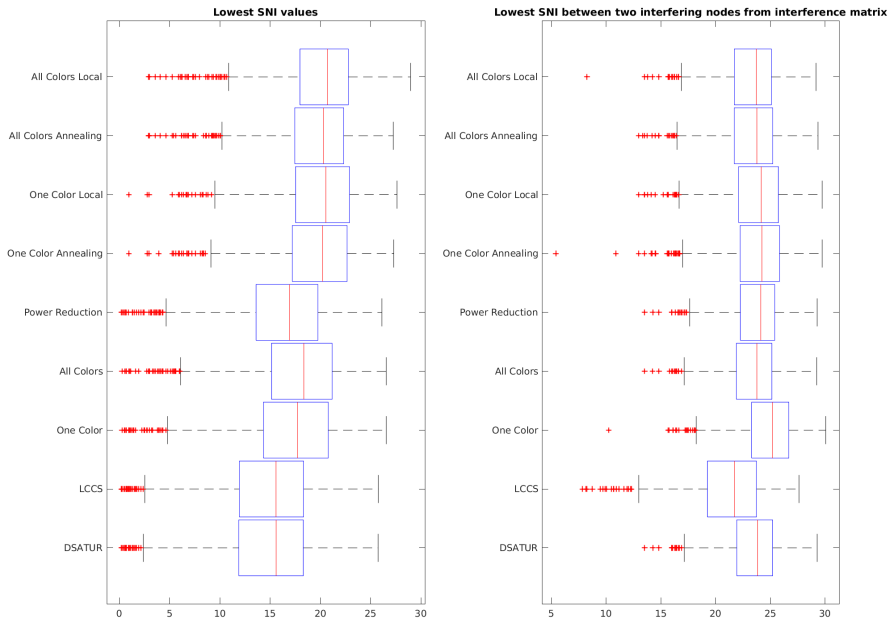 Lowest SNI values
All Colors Local
All Colors Annealing
One Color Local
One Color Annealing
Power Reduction
All Colors
One Color
LCCS
DSATUR
0 5 10 15 20 25 30
Lowest SNI between two interfering nodes from interference matrix
All Colors Local
All Colors Annealing
One Color Local
One Color Annealing
Power Reduction
All Colors
One Color
LCCS
DSATUR
5 10 15 20 25 30